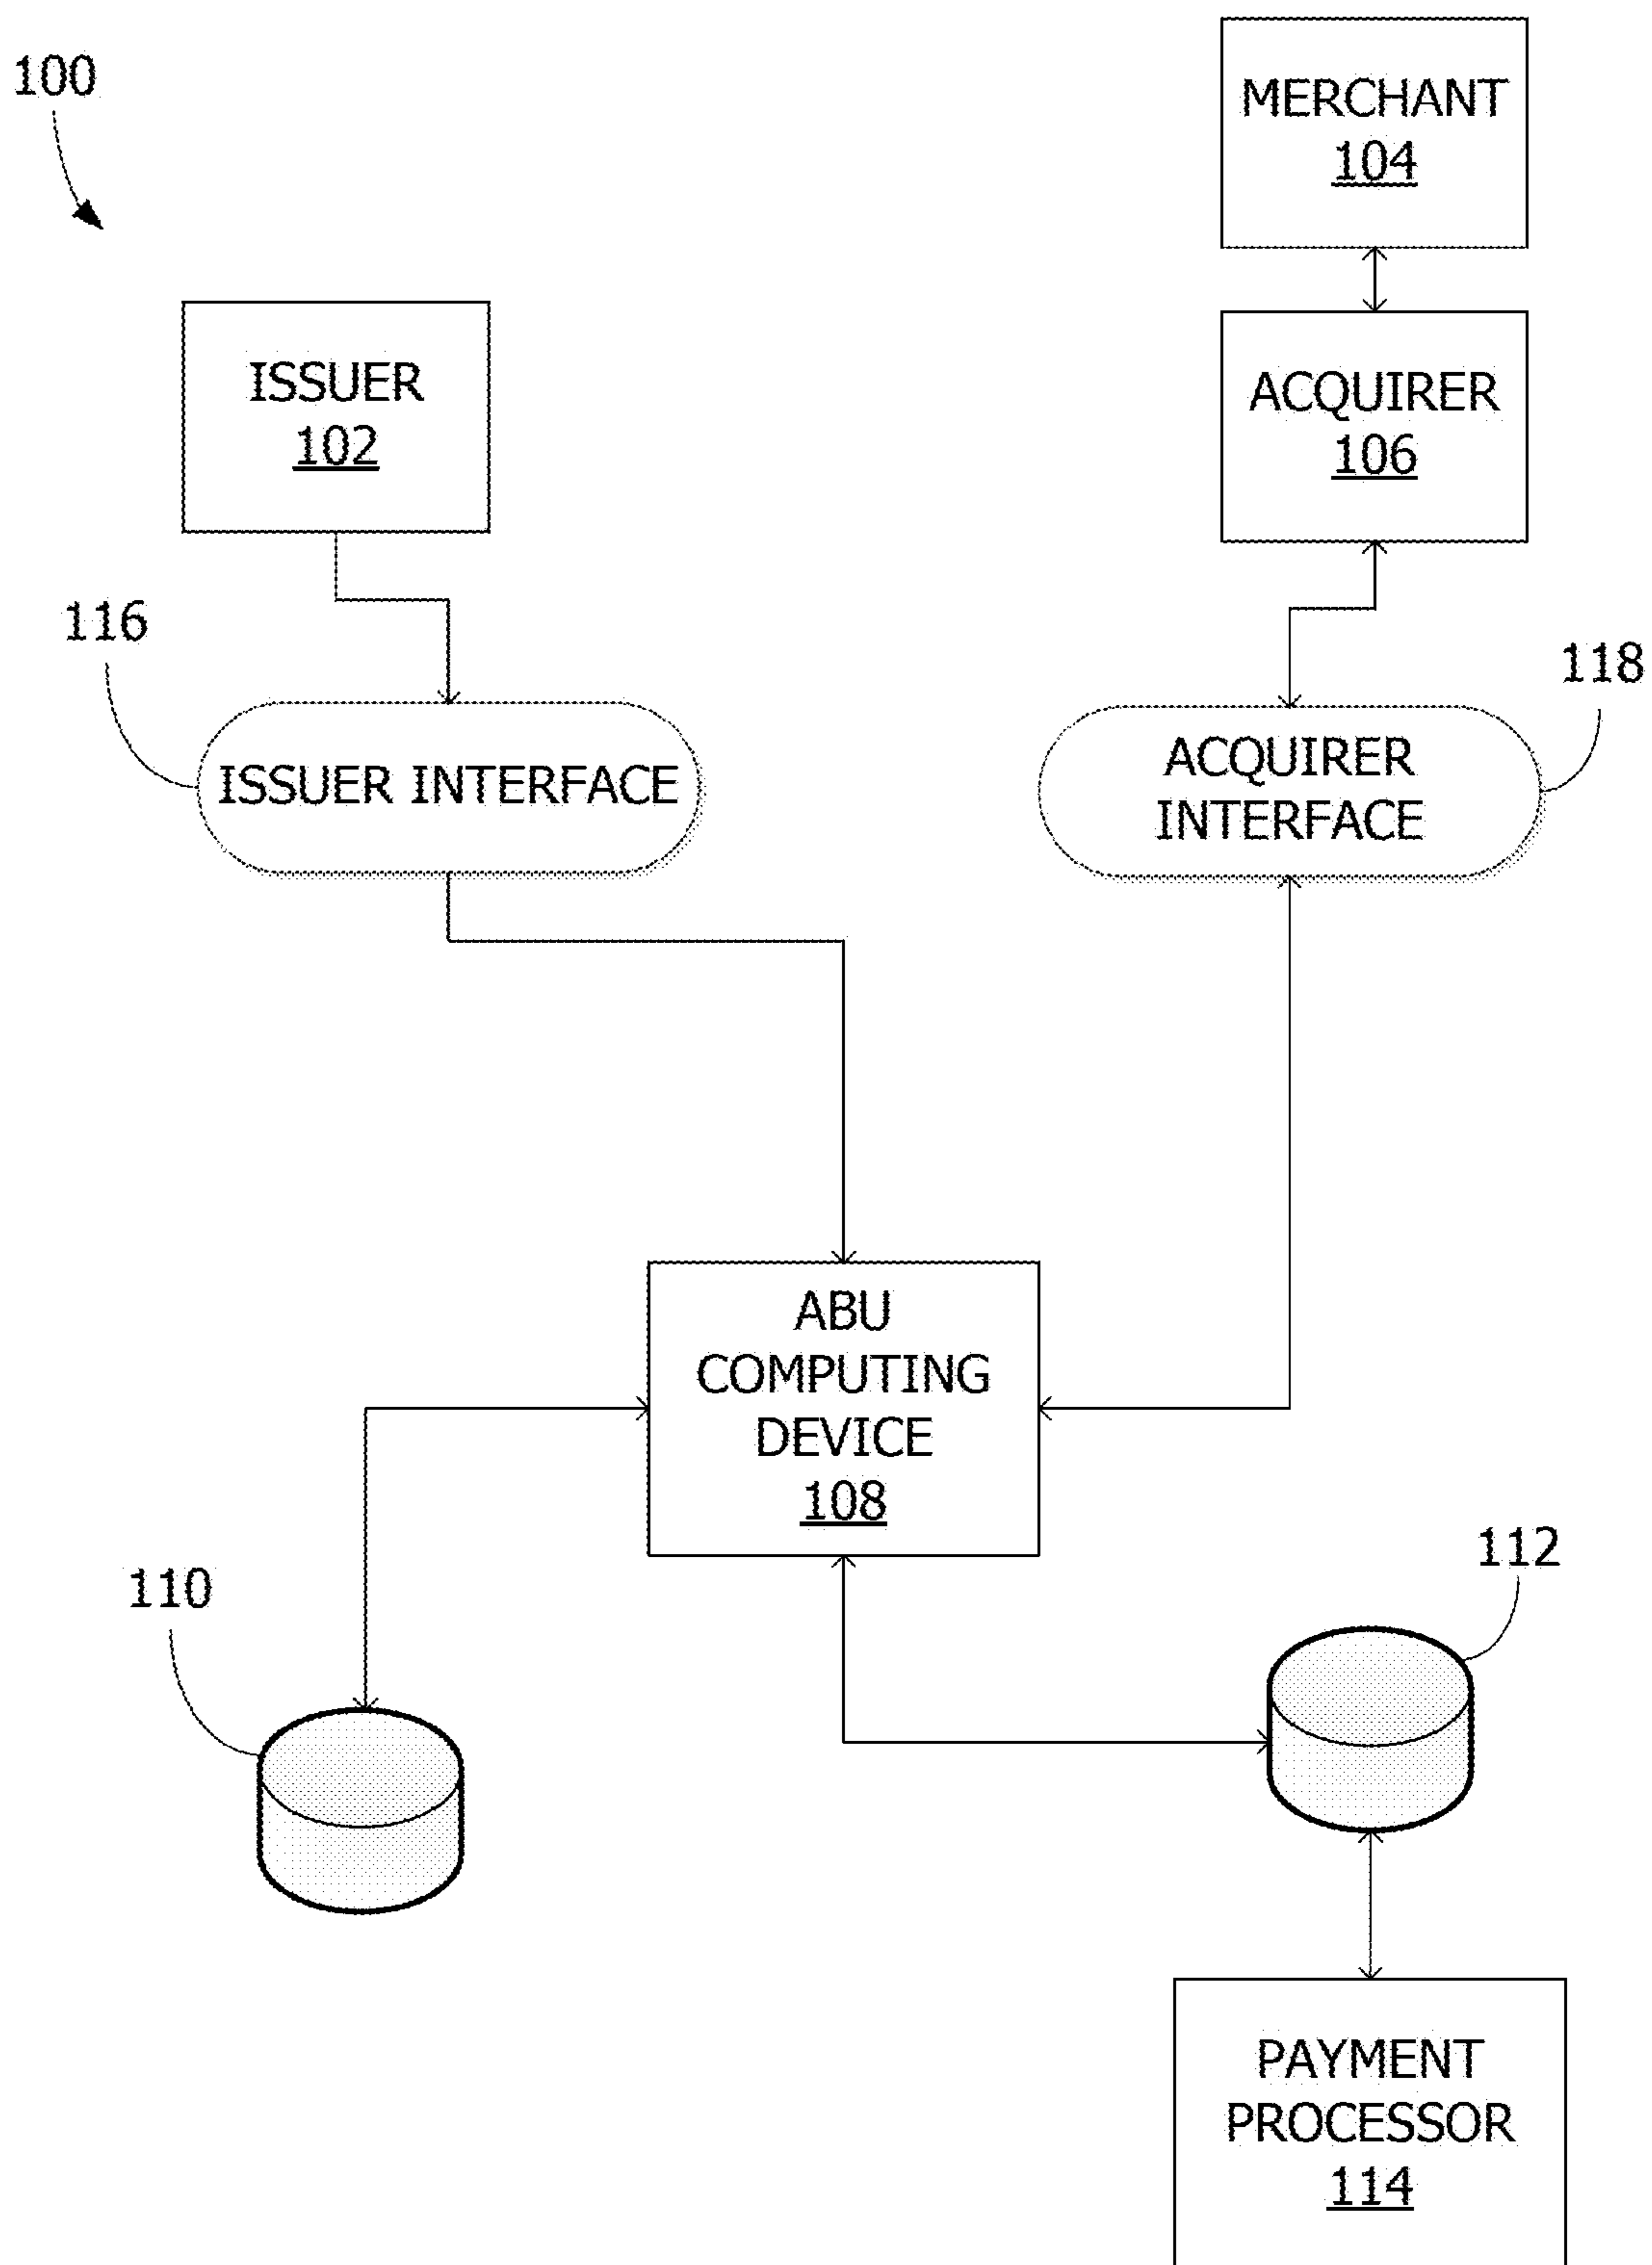 100
MERCHANT
104
ISSUER
102
ACQUIRER
106
116
118
ISSUER INTERFACE
ACQUIRER
INTERFACE
ABU
COMPUTING
DEVICE
108
110
112
PAYMENT
PROCESSOR
114